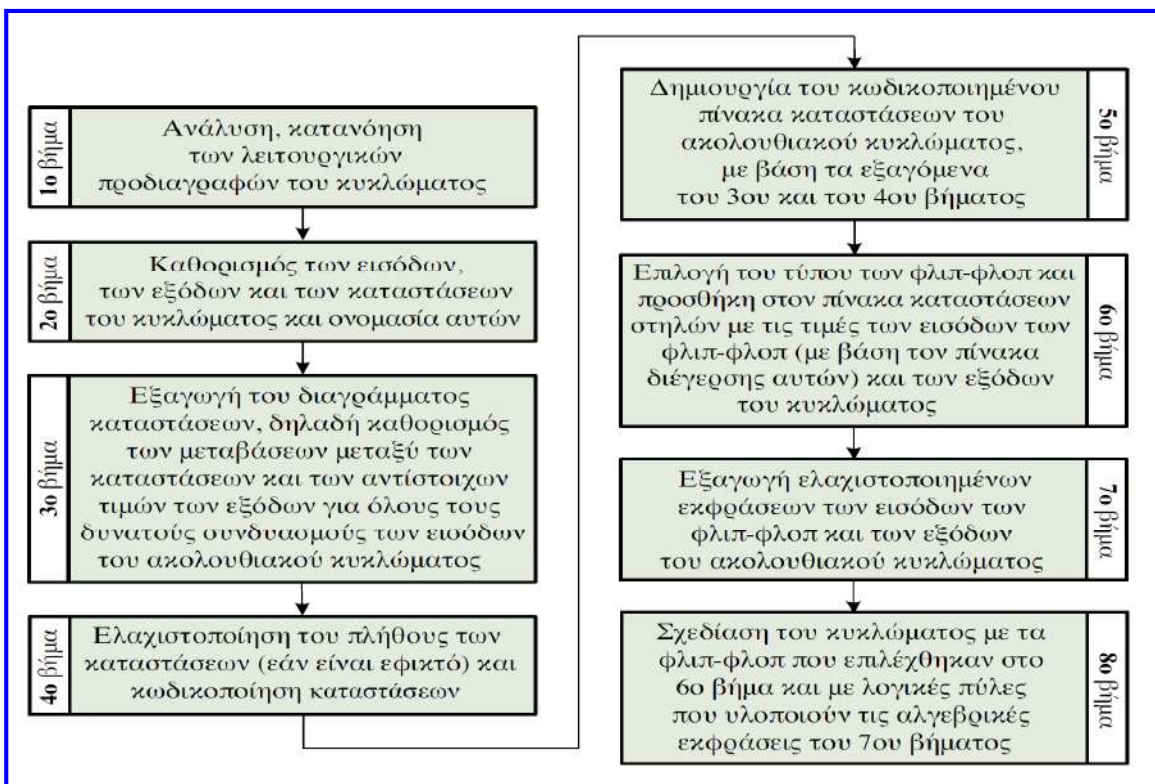 1ο βήμα
Ανάλυση, κατανόηση
των λειτουργικών
προδιαγραφών του κυκλώματος
2ο βήμα
Καθορισμός των εισόδων,
των εξόδων και των καταστάσεων
του κυκλώματος και ονομασία αυτών
3ο βήμα
Εξαγωγή του διαγράμματος
καταστάσεων, δηλαδή καθορισμός
των μεταβάσεων μεταξύ των
καταστάσεων και των αντίστοιχων
τιμών των εξόδων για όλους τους
δυνατούς συνδυασμούς των εισόδων
του ακολουθιακού κυκλώματος
4ο βήμα
Ελαχιστοποίηση του πλήθους των
καταστάσεων (εάν είναι εφικτό) και
κωδικοποίηση καταστάσεων
5ο βήμα
Δημιουργία του κωδικοποιημένου
πίνακα καταστάσεων του
ακολουθιακού κυκλώματος,
με βάση τα εξαγόμενα
του 3ου και του 4ου βήματος
6ο βήμα
Επιλογή του τύπου των φλιπ-φλοπ και
προσθήκη στον πίνακα καταστάσεων
στηλών με τις τιμές των εισόδων των
φλιπ-φλοπ (με βάση τον πίνακα
διέγερσης αυτών) και των εξόδων
του κυκλώματος
7ο βήμα
Εξαγωγή ελαχιστοποιημένων
εκφράσεων των εισόδων των
φλιπ-φλοπ και των εξόδων
του ακολουθιακού κυκλώματος
8ο βήμα
Σχεδίαση του κυκλώματος με τα
φλιπ-φλοπ που επιλέχθηκαν στο
6ο βήμα και με λογικές πύλες
που υλοποιούν τις αλγεβρικές
εκφράσεις του 7ου βήματος